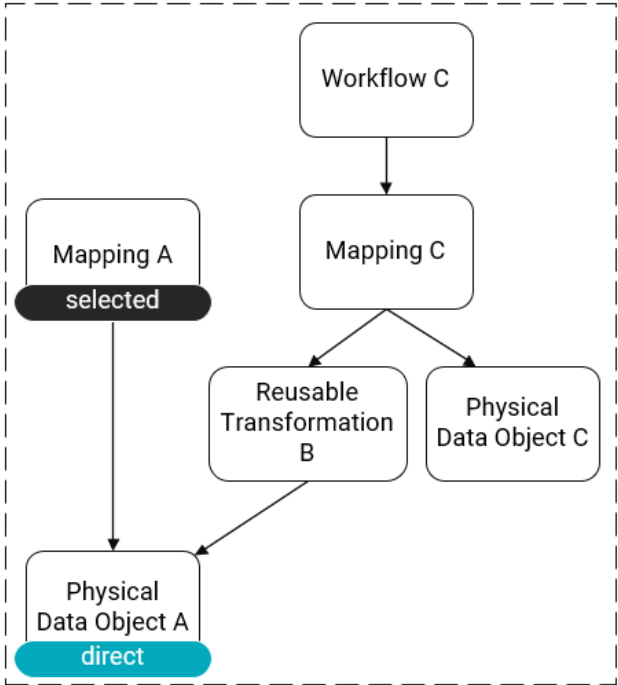 Workflow C
Mapping A
selected
Mapping C
Reusable
Transformation
B
Physical
Data Object C
Physical
Data Object A
direct